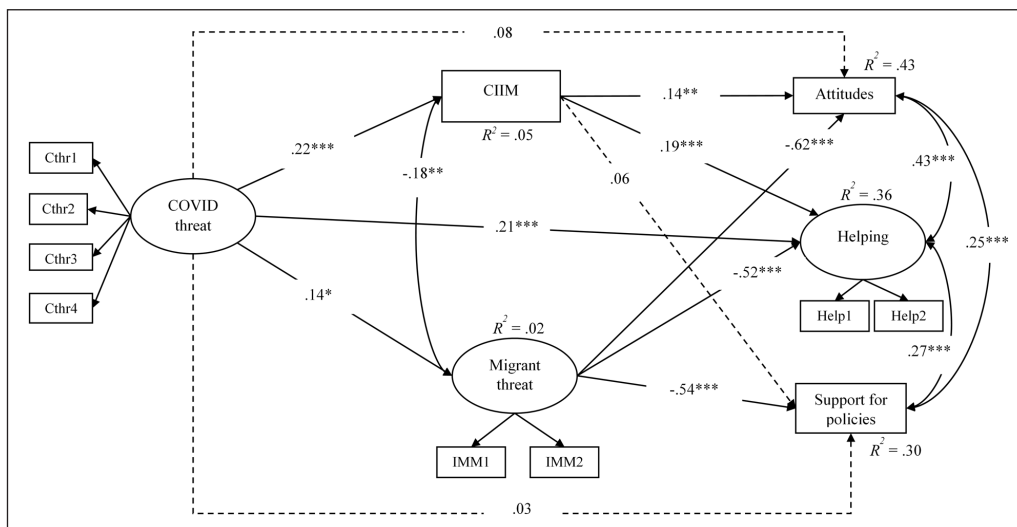 .08
R² = .43
CIIM
.14**
Attitudes
R² = .05
.22***
-.18**
.19***
-.62***
.43***
.06
Cthr1
Cthr2
Cthr3
Cthr4
COVID
threat
R² = .36
Helping
.21***
.25***
-.52***
.14*
Help1
Help2
R² = .02
.27***
Migrant
threat
-.54***
Support for
policies
R² = .30
IMM1
IMM2
.03